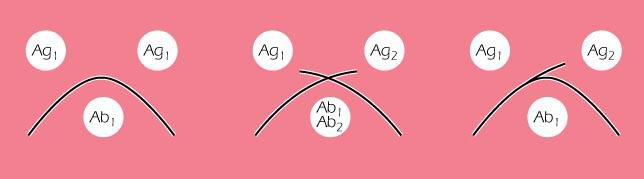 Ag₁ Ag₁ Ag₁ Ag₂ Ag₁ Ag₂
Ab₁ Ab₁ Ab₁
Ab₂